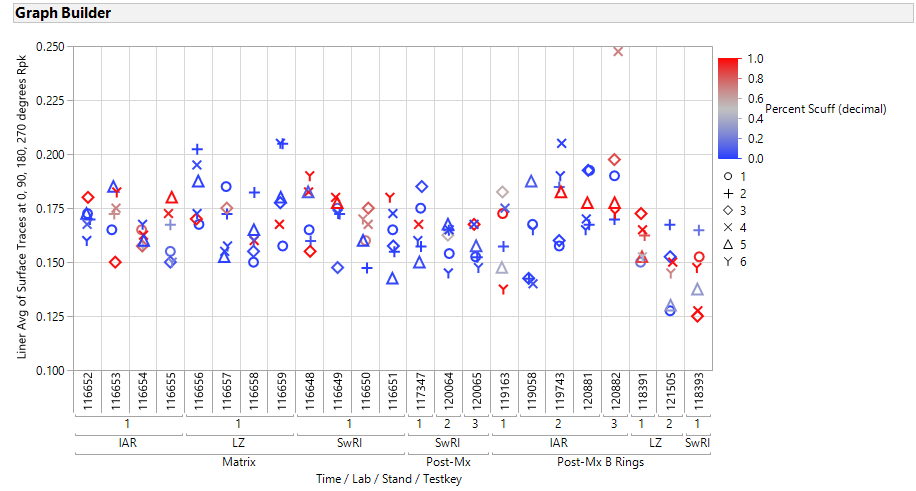 Graph Builder
0.250
0.225
0.200
0.175
0.150
0.125
0.100
Liner Avg of Surface Traces at 0, 90, 180, 270 degrees Rpk
1.0
0.8
0.6
0.4
0.2
0.0
Percent Scuff (decimal)
1
2
3
4
5
6
116652 116653 116654 116655 116656 116657 116658 116659 116648 116649 116650 116651 117347 120064 120065 119163 119058 119743 120881 120882 118391 121505 118393
1 1 1 1 2 3 1 2 3 1 2 1
IAR LZ SwRI SwRI IAR LZ SwRI
Matrix Post-Mx Post-Mx B Rings
Time / Lab / Stand / Testkey